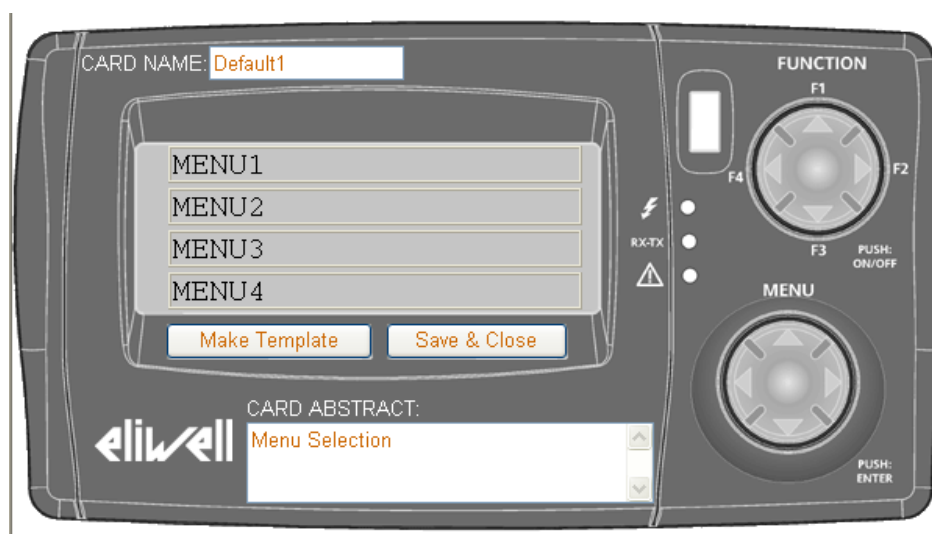 CARD NAME: Default1
FUNCTION
F1
MENU1
MENU2
MENU3
MENU4
F4
F2
RX-TX
F3
PUSH:
ON/OFF
MENU
Make Template
Save & Close
CARD ABSTRACT:
eliwell
Menu Selection
PUSH:
ENTER